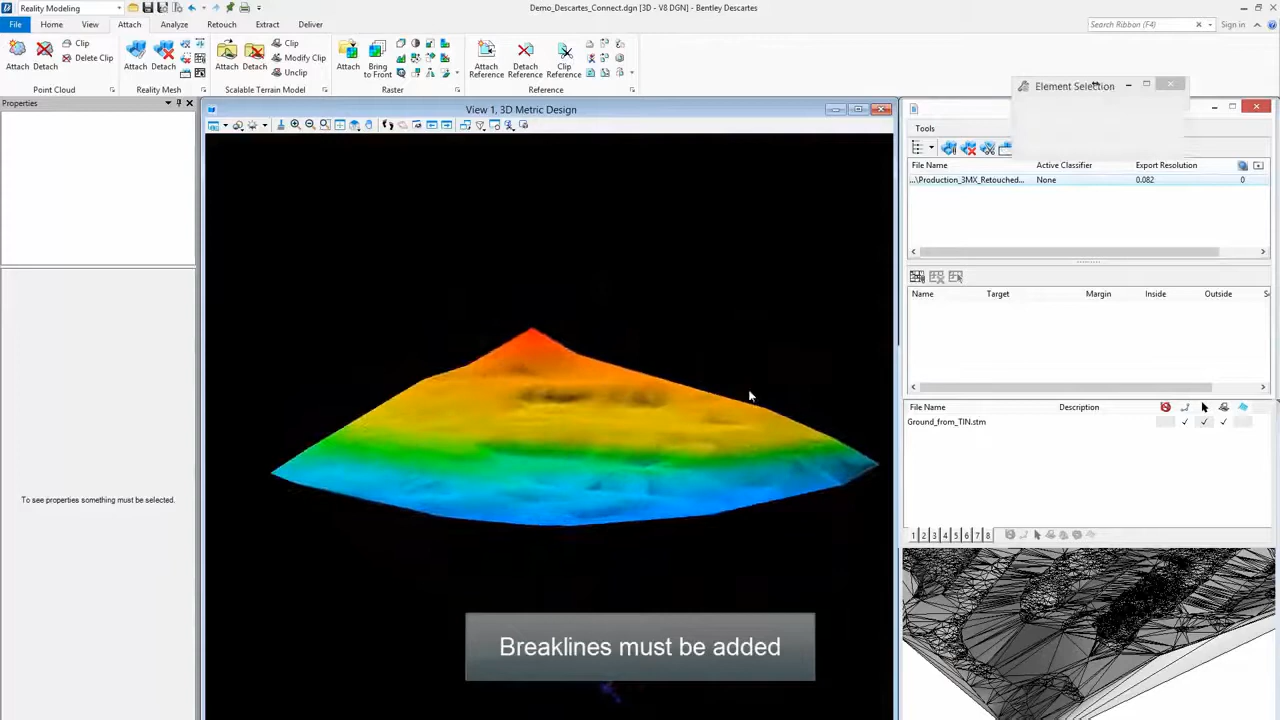 Reality Modeling
Demo_Descartes_Connect.dgn [3D - V8 DGN] - Bentley Descartes
File
Home
View
Attach
Analyze
Retouch
Extract
Deliver
Search Ribbon (F4)
Sign in
Attach
Detach
Clip
Delete Clip
Point Cloud
Attach
Detach
Reality Mesh
Attach
Detach
Clip
Modify Clip
Unclip
Scalable Terrain Model
Attach
Bring
to Front
Raster
Attach
Reference
Detach
Reference
Clip
Reference
Reference
Properties
To see properties something must be selected.
View 1, 3D Metric Design
Element Selection
Tools
File Name
Active Classifier
Export Resolution
...\Production_3MX_Retouched...
None
0.082
0
Name
Target
Margin
Inside
Outside
File Name
Description
Ground_from_TIN.stm
1 2 3 4 5 6 7 8
Breaklines must be added